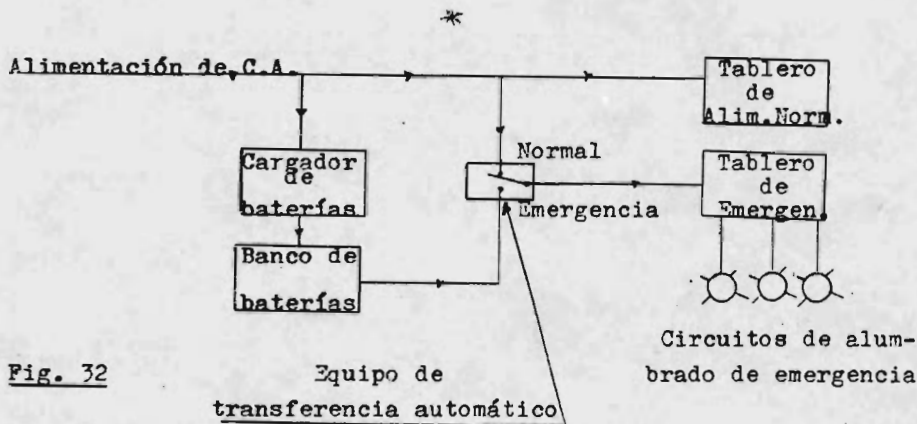 *
Alimentación de C.A.
Tablero
de
Alim.Norm.
Normal
Cargador
de
baterías
Tablero
de
Emergen.
Emergencia
Banco de
baterías
Circuitos de alum-
brado de emergencia
Fig. 32
Equipo de
transferencia automático